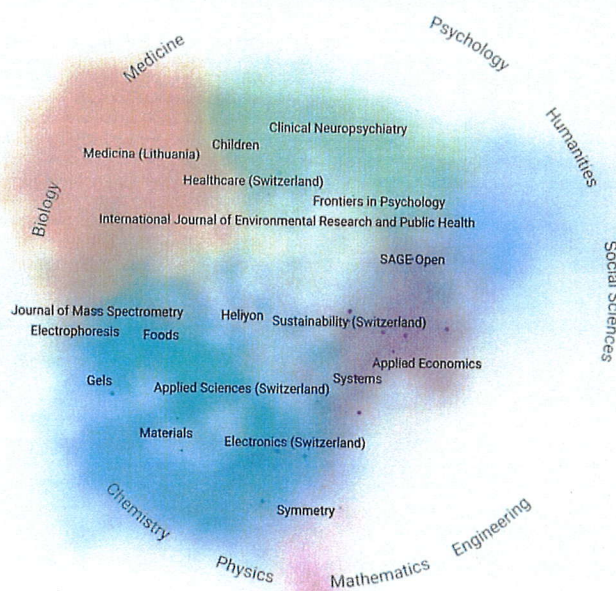 Psychology
Medicine
Humanities
Clinical Neuropsychiatry
Children
Medicina (Lithuania)
Healthcare (Switzerland)
Biology
Frontiers in Psychology
International Journal of Environmental Research and Public Health
Social Sciences
SAGE Open
Journal of Mass Spectrometry
Heliyon
Sustainability (Switzerland)
Electrophoresis
Foods
Applied Economics
Gels
Systems
Applied Sciences (Switzerland)
Materials
Electronics (Switzerland)
Chemistry
Symmetry
Engineering
Physics
Mathematics